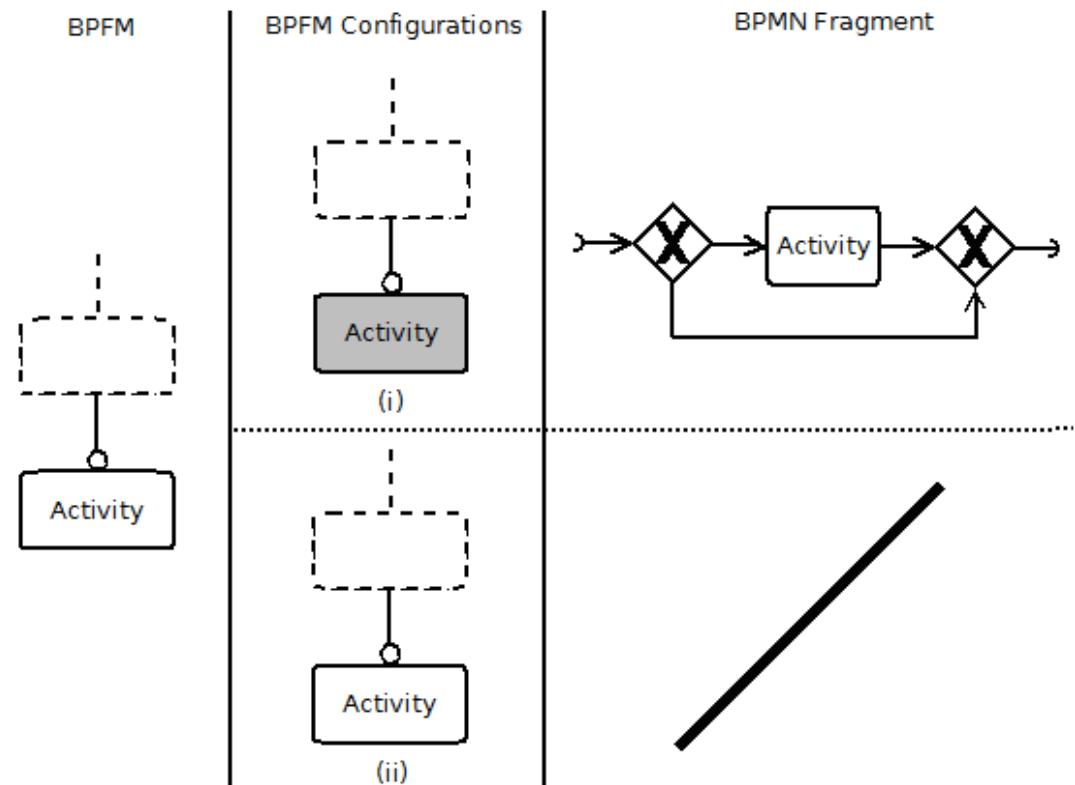 BPFM
BPFM Configurations
BPMN Fragment
Activity
Activity
(i)
X
Activity
X
Activity
(ii)